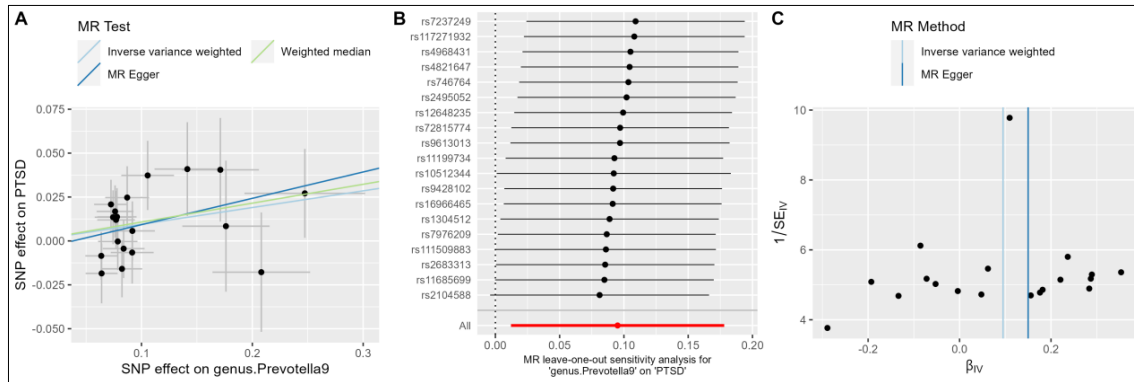 A
MR Test
Inverse variance weighted
Weighted median
MR Egger
0.075
0.050
0.025
0.000
-0.025
-0.050
SNP effect on PTSD
0.1
0.2
0.3
SNP effect on genus.Prevotella9
B
rs7237249
rs117271932
rs4968431
rs4821647
rs746764
rs2495052
rs12648235
rs72815774
rs9613013
rs11199734
rs10512344
rs9428102
rs16966465
rs1304512
rs7976209
rs111509883
rs2683313
rs11685699
rs2104588
All
0.00
0.05
0.10
0.15
0.20
MR leave-one-out sensitivity analysis for
'genus.Prevotella9' on 'PTSD'
C
MR Method
Inverse variance weighted
MR Egger
10
8
6
4
1/SEIV
-0.2
0.0
0.2
βIV